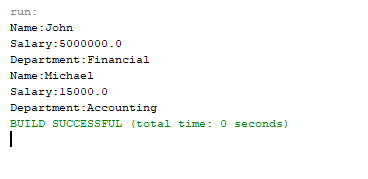 run:
Name:John
Salary:5000000.0
Department:Financial
Name:Michael
Salary:15000.0
Department:Accounting
BUILD SUCCESSFUL (total time: 0 seconds)